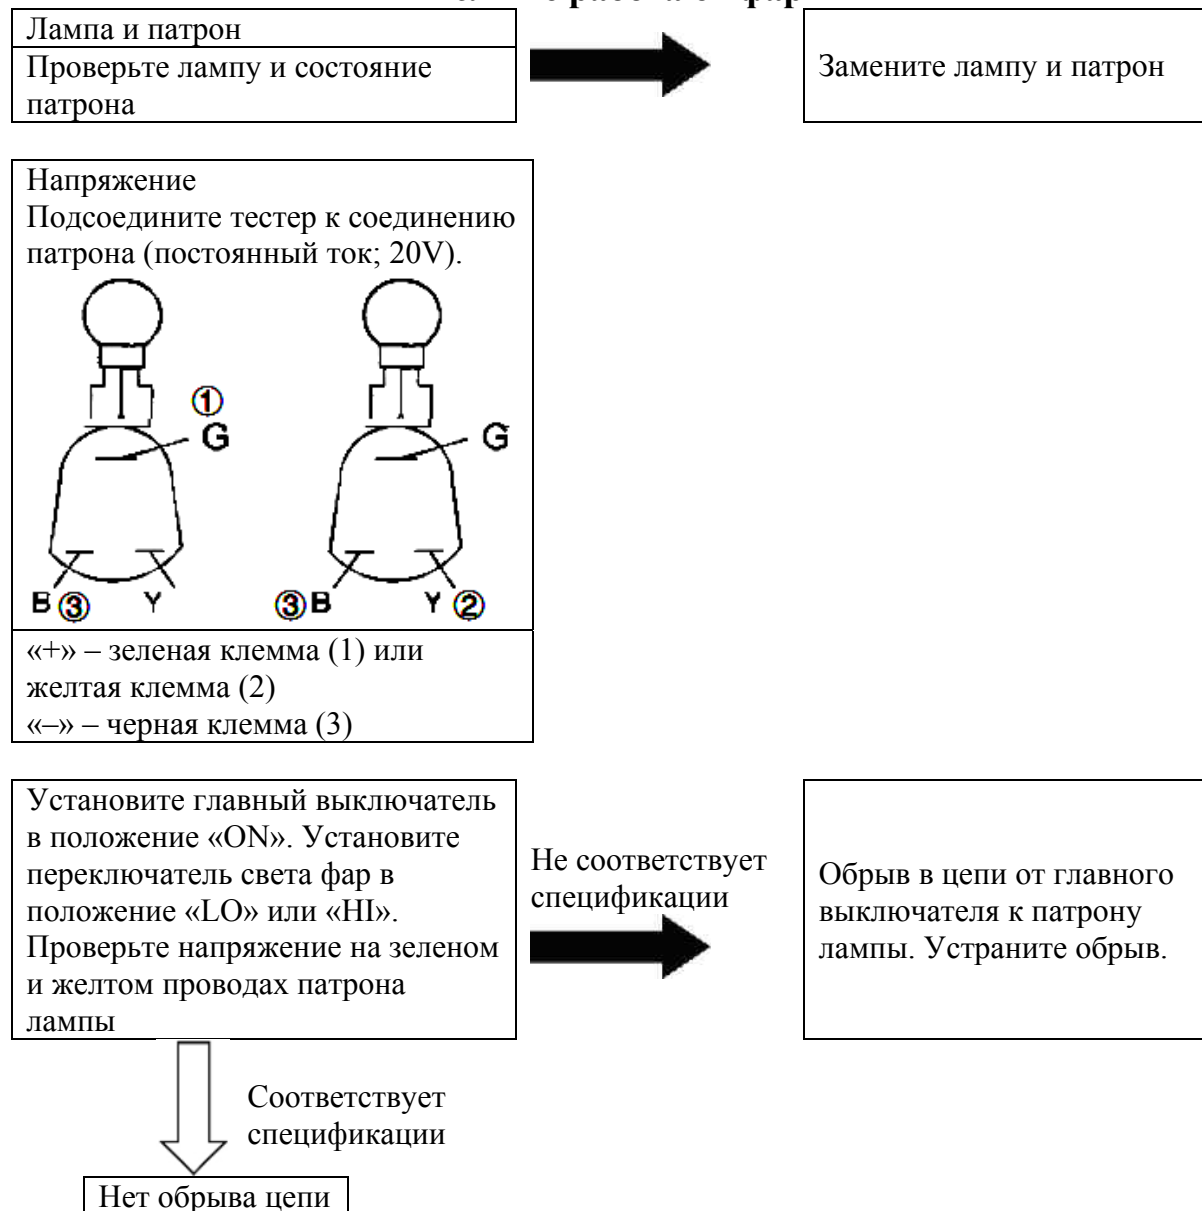 Лампа и патрон
Проверьте лампу и состояние
патрона
Замените лампу и патрон
Напряжение
Подсоедините тестер к соединению
патрона (постоянный ток; 20V).
①
G
G
B ③ Y
③ B Y ②
«+» – зеленая клемма (1) или
желтая клемма (2)
«–» – черная клемма (3)
Установите главный выключатель
в положение «ON». Установите
переключатель света фар в
положение «LO» или «HI».
Проверьте напряжение на зеленом
и желтом проводах патрона
лампы
Не соответствует
спецификации
Обрыв в цепи от главного
выключателя к патрону
лампы. Устраните обрыв.
Соответствует
спецификации
Нет обрыва цепи